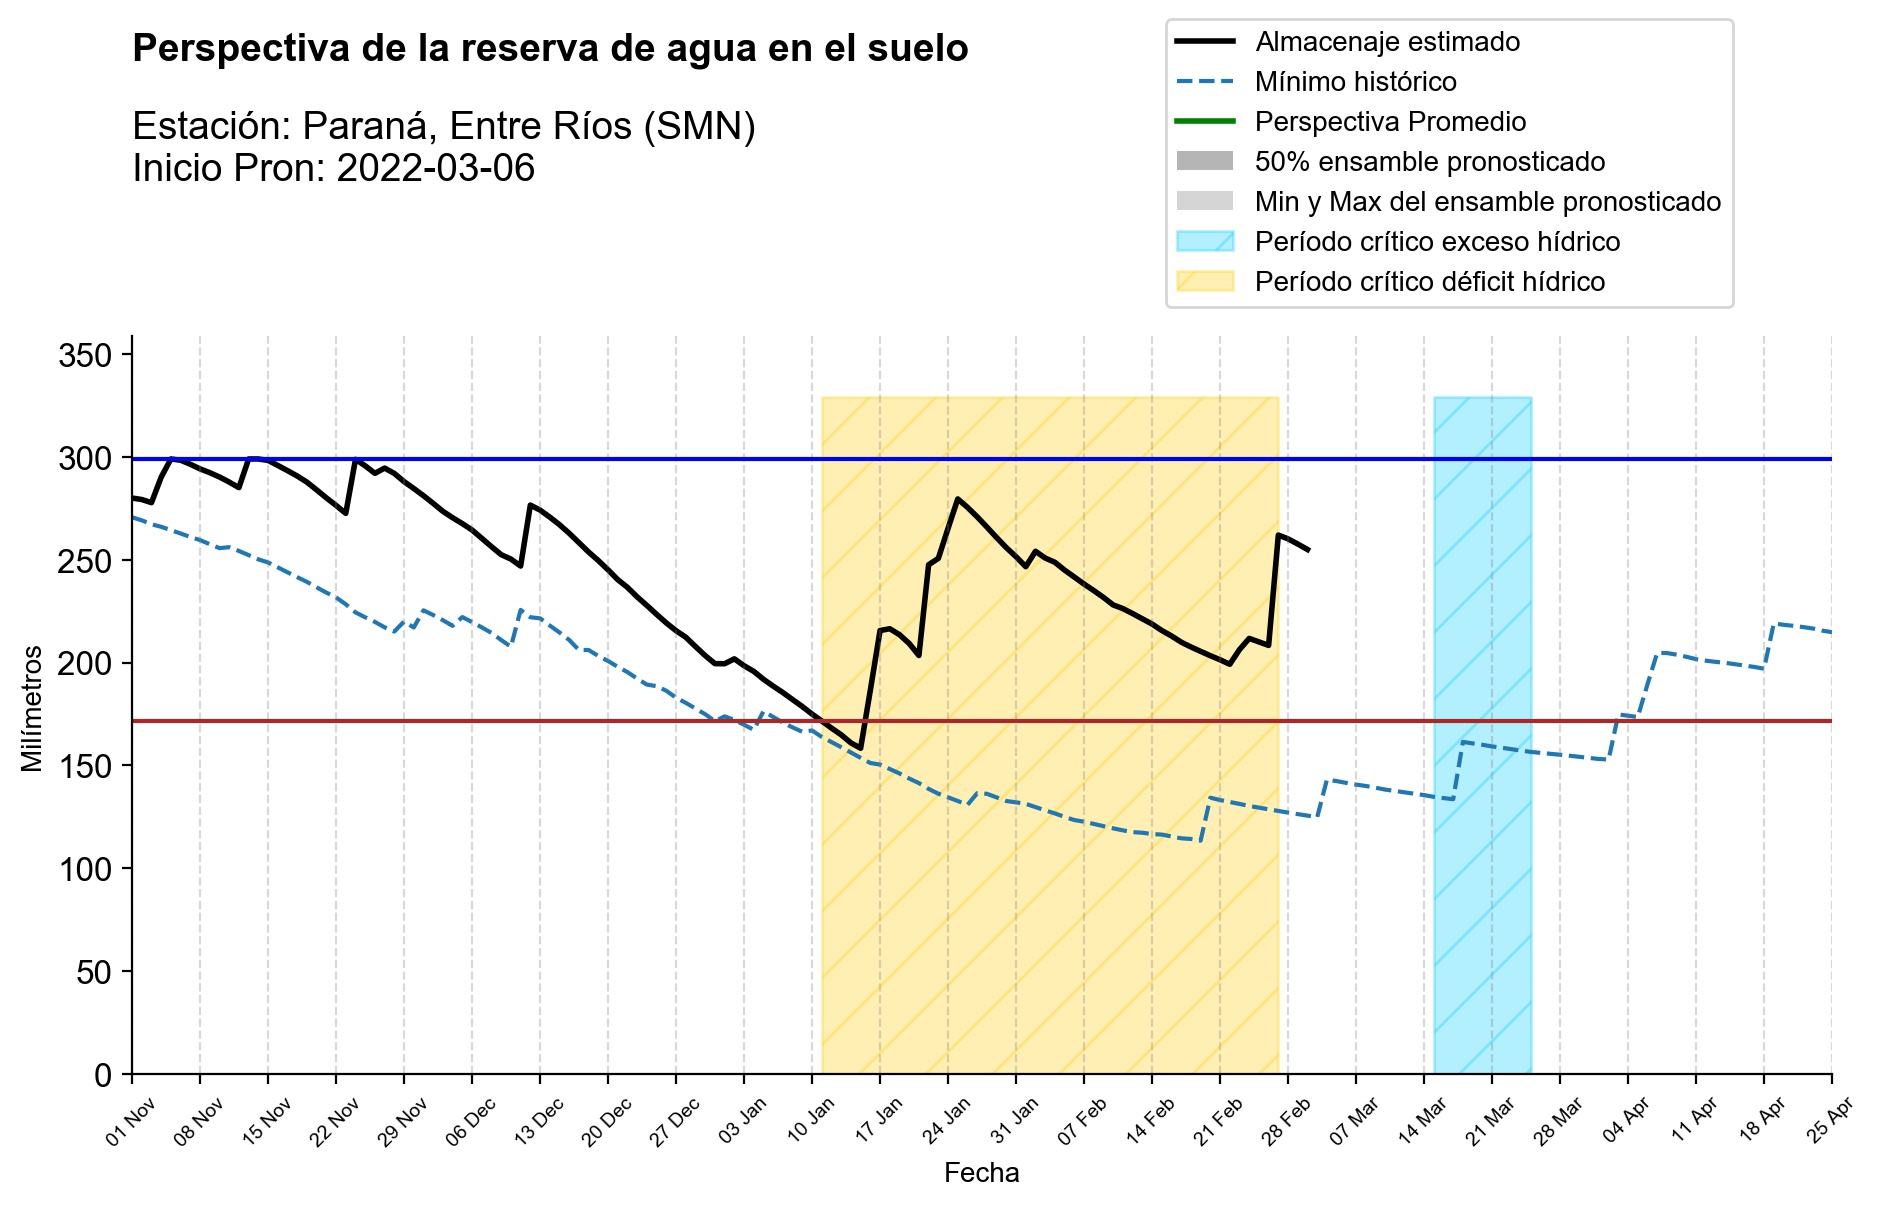 Perspectiva de la reserva de agua en el suelo
Estación: Paraná, Entre Ríos (SMN)
Inicio Pron: 2022-03-06
Almacenaje estimado
Mínimo histórico
Perspectiva Promedio
50% ensamble pronosticado
Min y Max del ensamble pronosticado
Período crítico exceso hídrico
Período crítico déficit hídrico
Milímetros
350
300
250
200
150
100
50
0
01 Nov
08 Nov
15 Nov
22 Nov
29 Nov
06 Dec
13 Dec
20 Dec
27 Dec
03 Jan
10 Jan
17 Jan
24 Jan
31 Jan
07 Feb
14 Feb
21 Feb
28 Feb
07 Mar
14 Mar
21 Mar
28 Mar
04 Apr
11 Apr
18 Apr
25 Apr
Fecha